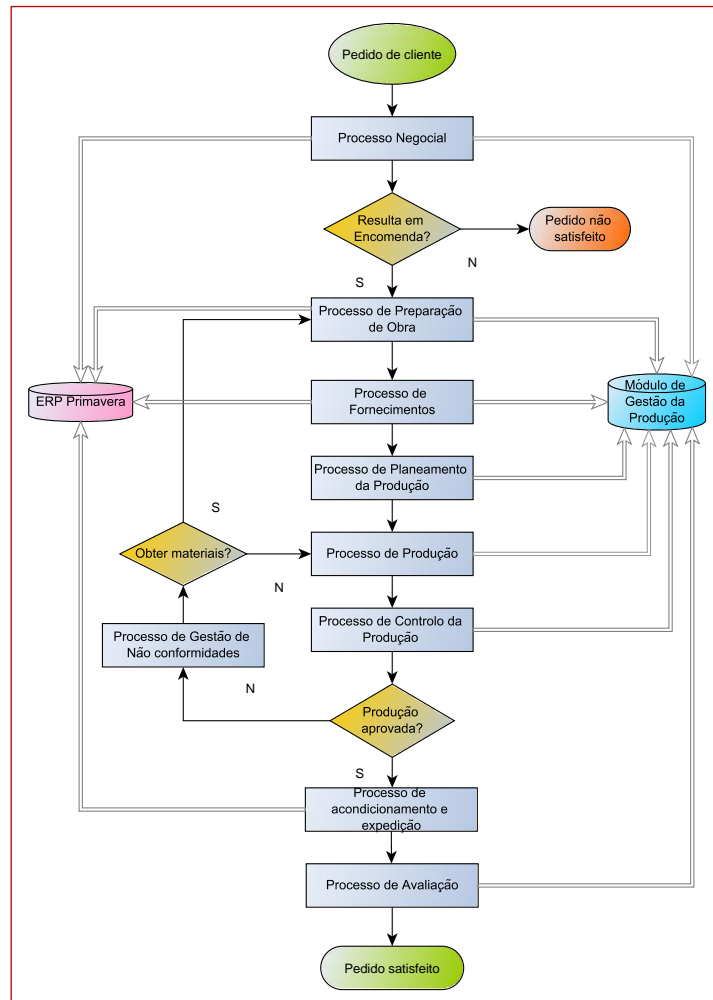 Pedido de cliente
Processo Negocial
Resulta em
Encomenda?
Pedido não
satisfeito
N
S
Processo de Preparação
de Obra
ERP Primavera
Processo de
Fornecimentos
Módulo de
Gestão da
Produção
Processo de Planeamento
da Produção
S
Obter materiais?
Processo de Produção
N
Processo de Gestão de
Não conformidades
Processo de Controlo da
Produção
N
Produção
aprovada?
S
Processo de
acondicionamento e
expedição
Processo de Avaliação
Pedido satisfeito